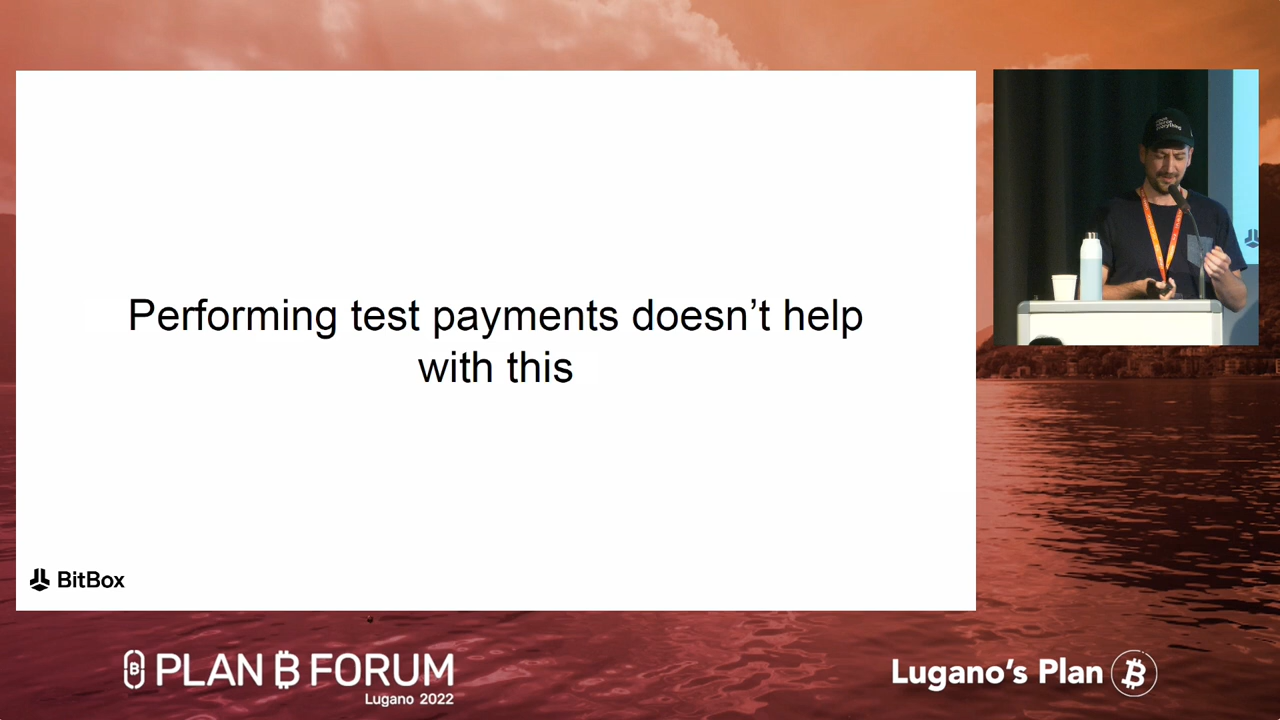 Performing test payments doesn’t help
with this
BitBox
PLAN B FORUM
Lugano 2022
Lugano’s Plan B